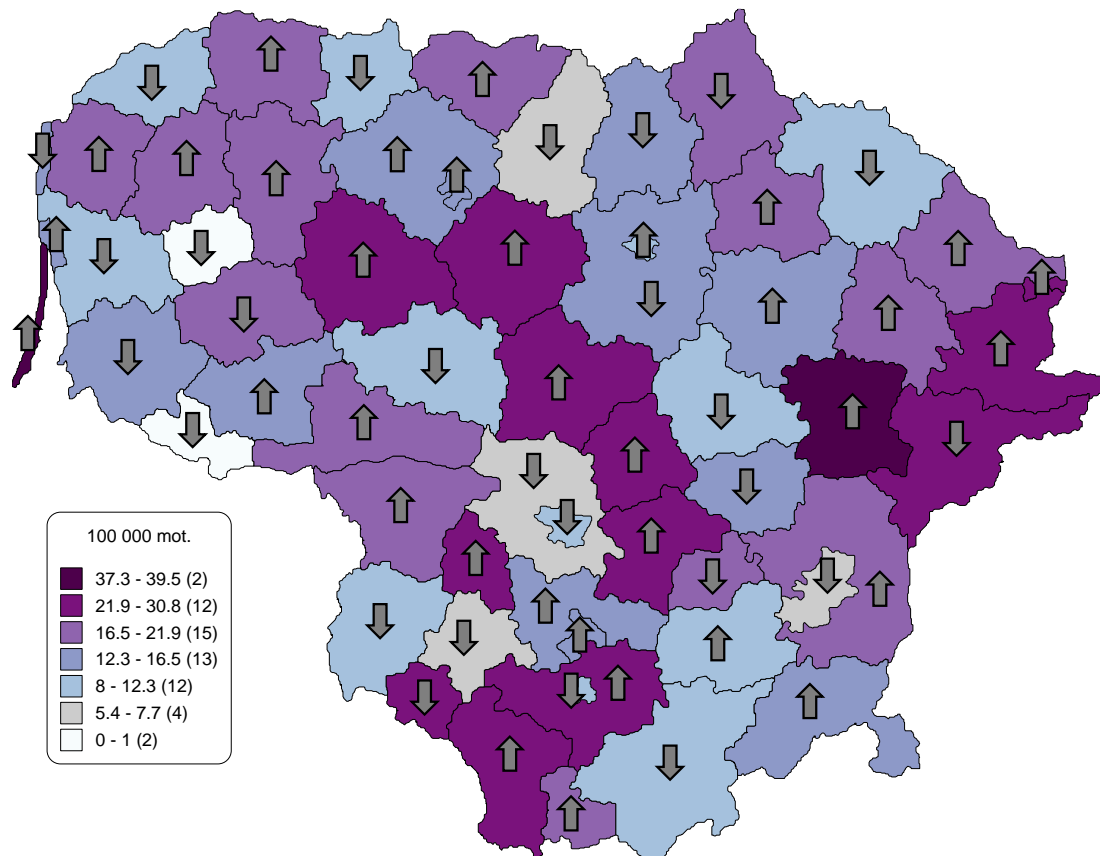 100 000 mot.
37.3 - 39.5 (2)
21.9 - 30.8 (12)
16.5 - 21.9 (15)
12.3 - 16.5 (13)
8 - 12.3 (12)
5.4 - 7.7 (4)
0 - 1 (2)